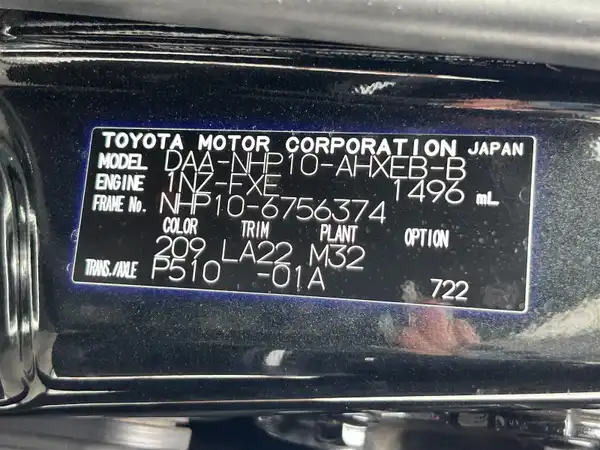 TOYOTA MOTOR CORPORATION JAPAN
MODEL DAA-NHP10-AHXEB-B
ENGINE 1NZ-FXE 1496 mL
FRAME No. NHP10-6756374
COLOR TRIM PLANT OPTION
209 LA22 M32
TRANS./AXLE P510 -01A 722